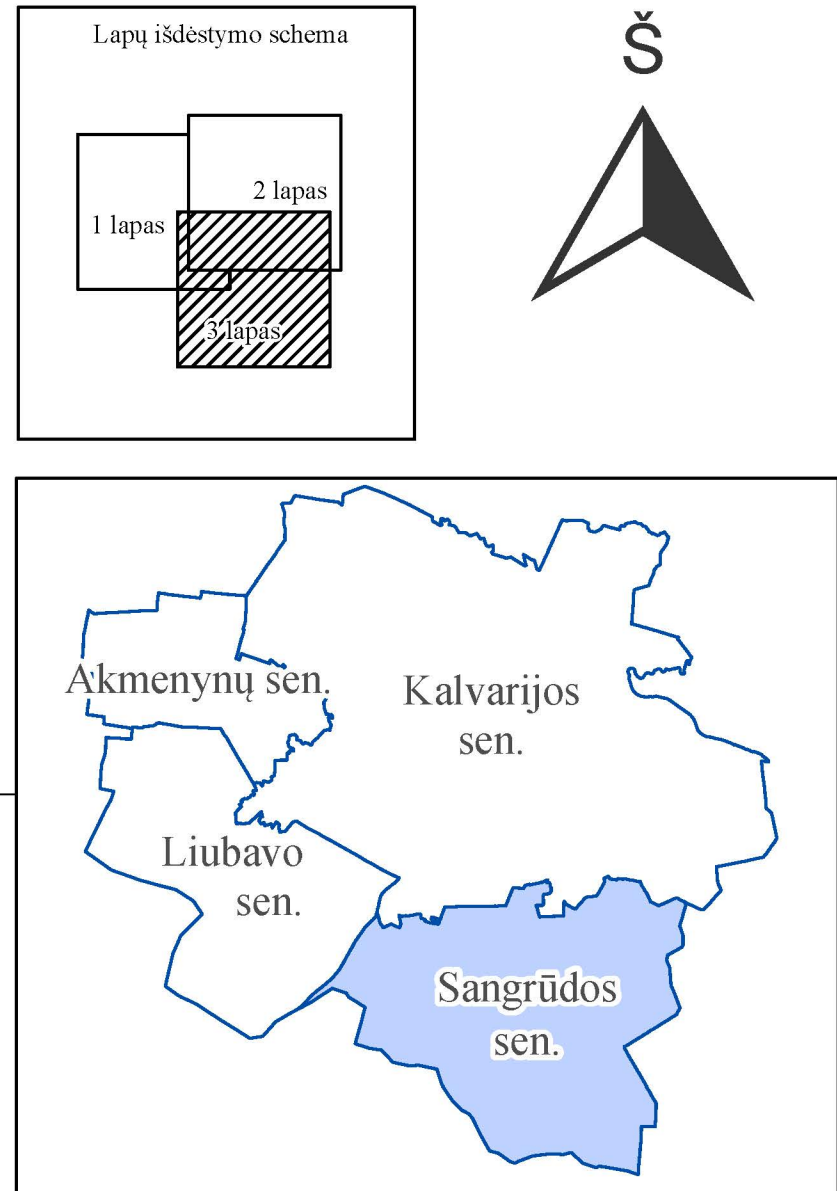 Lapų išdėstymo schema
Š
2 lapas
1 lapas
3 lapas
Akmenynų sen.
Kalvarijos
sen.
Liubavo
sen.
Sangrūdos
sen.